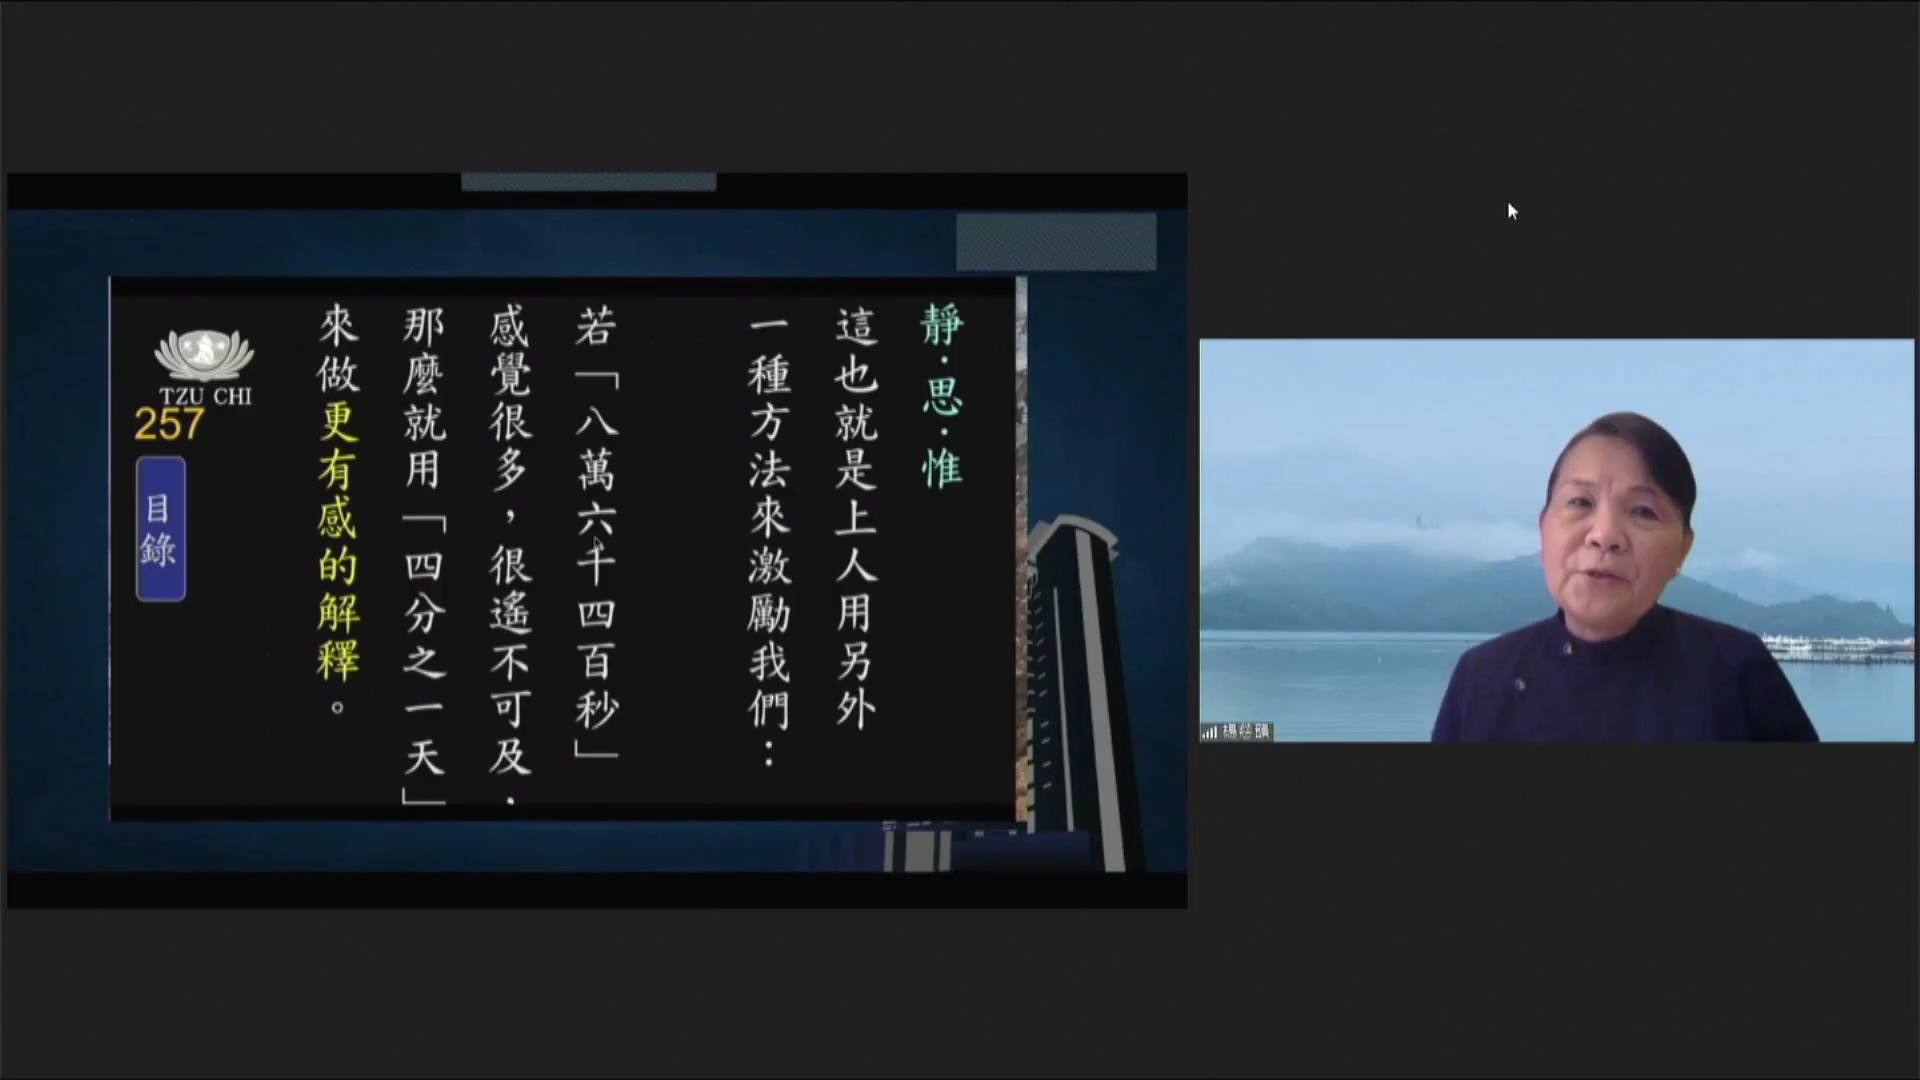 靜．思．惟
這也就是上人用另外
一種方法來激勵我們：
若「八萬六千四百秒」
感覺很多，很遙不可及，
那麼就用「四分之一天」
來做更有感的解釋。
TZU CHI
257
目錄